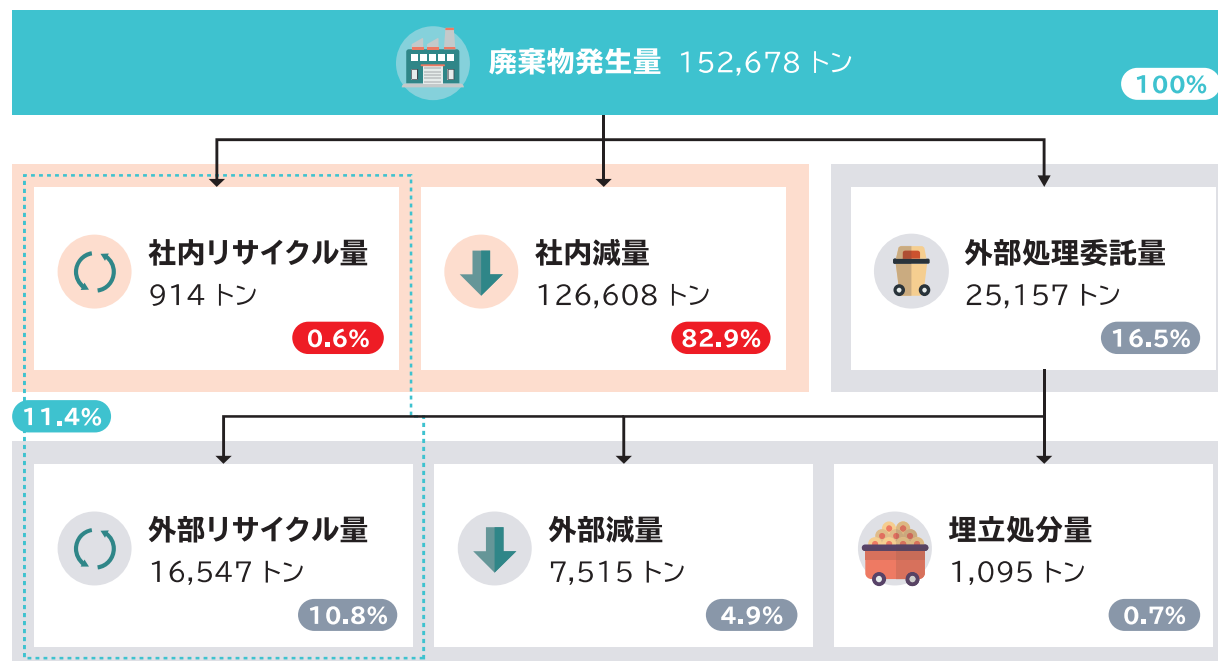 廃棄物発生量 152,678 トン
100%
社内リサイクル量
914 トン
0.6%
社内減量
126,608 トン
82.9%
外部処理委託量
25,157 トン
16.5%
11.4%
外部リサイクル量
16,547 トン
10.8%
外部減量
7,515 トン
4.9%
埋立処分量
1,095 トン
0.7%